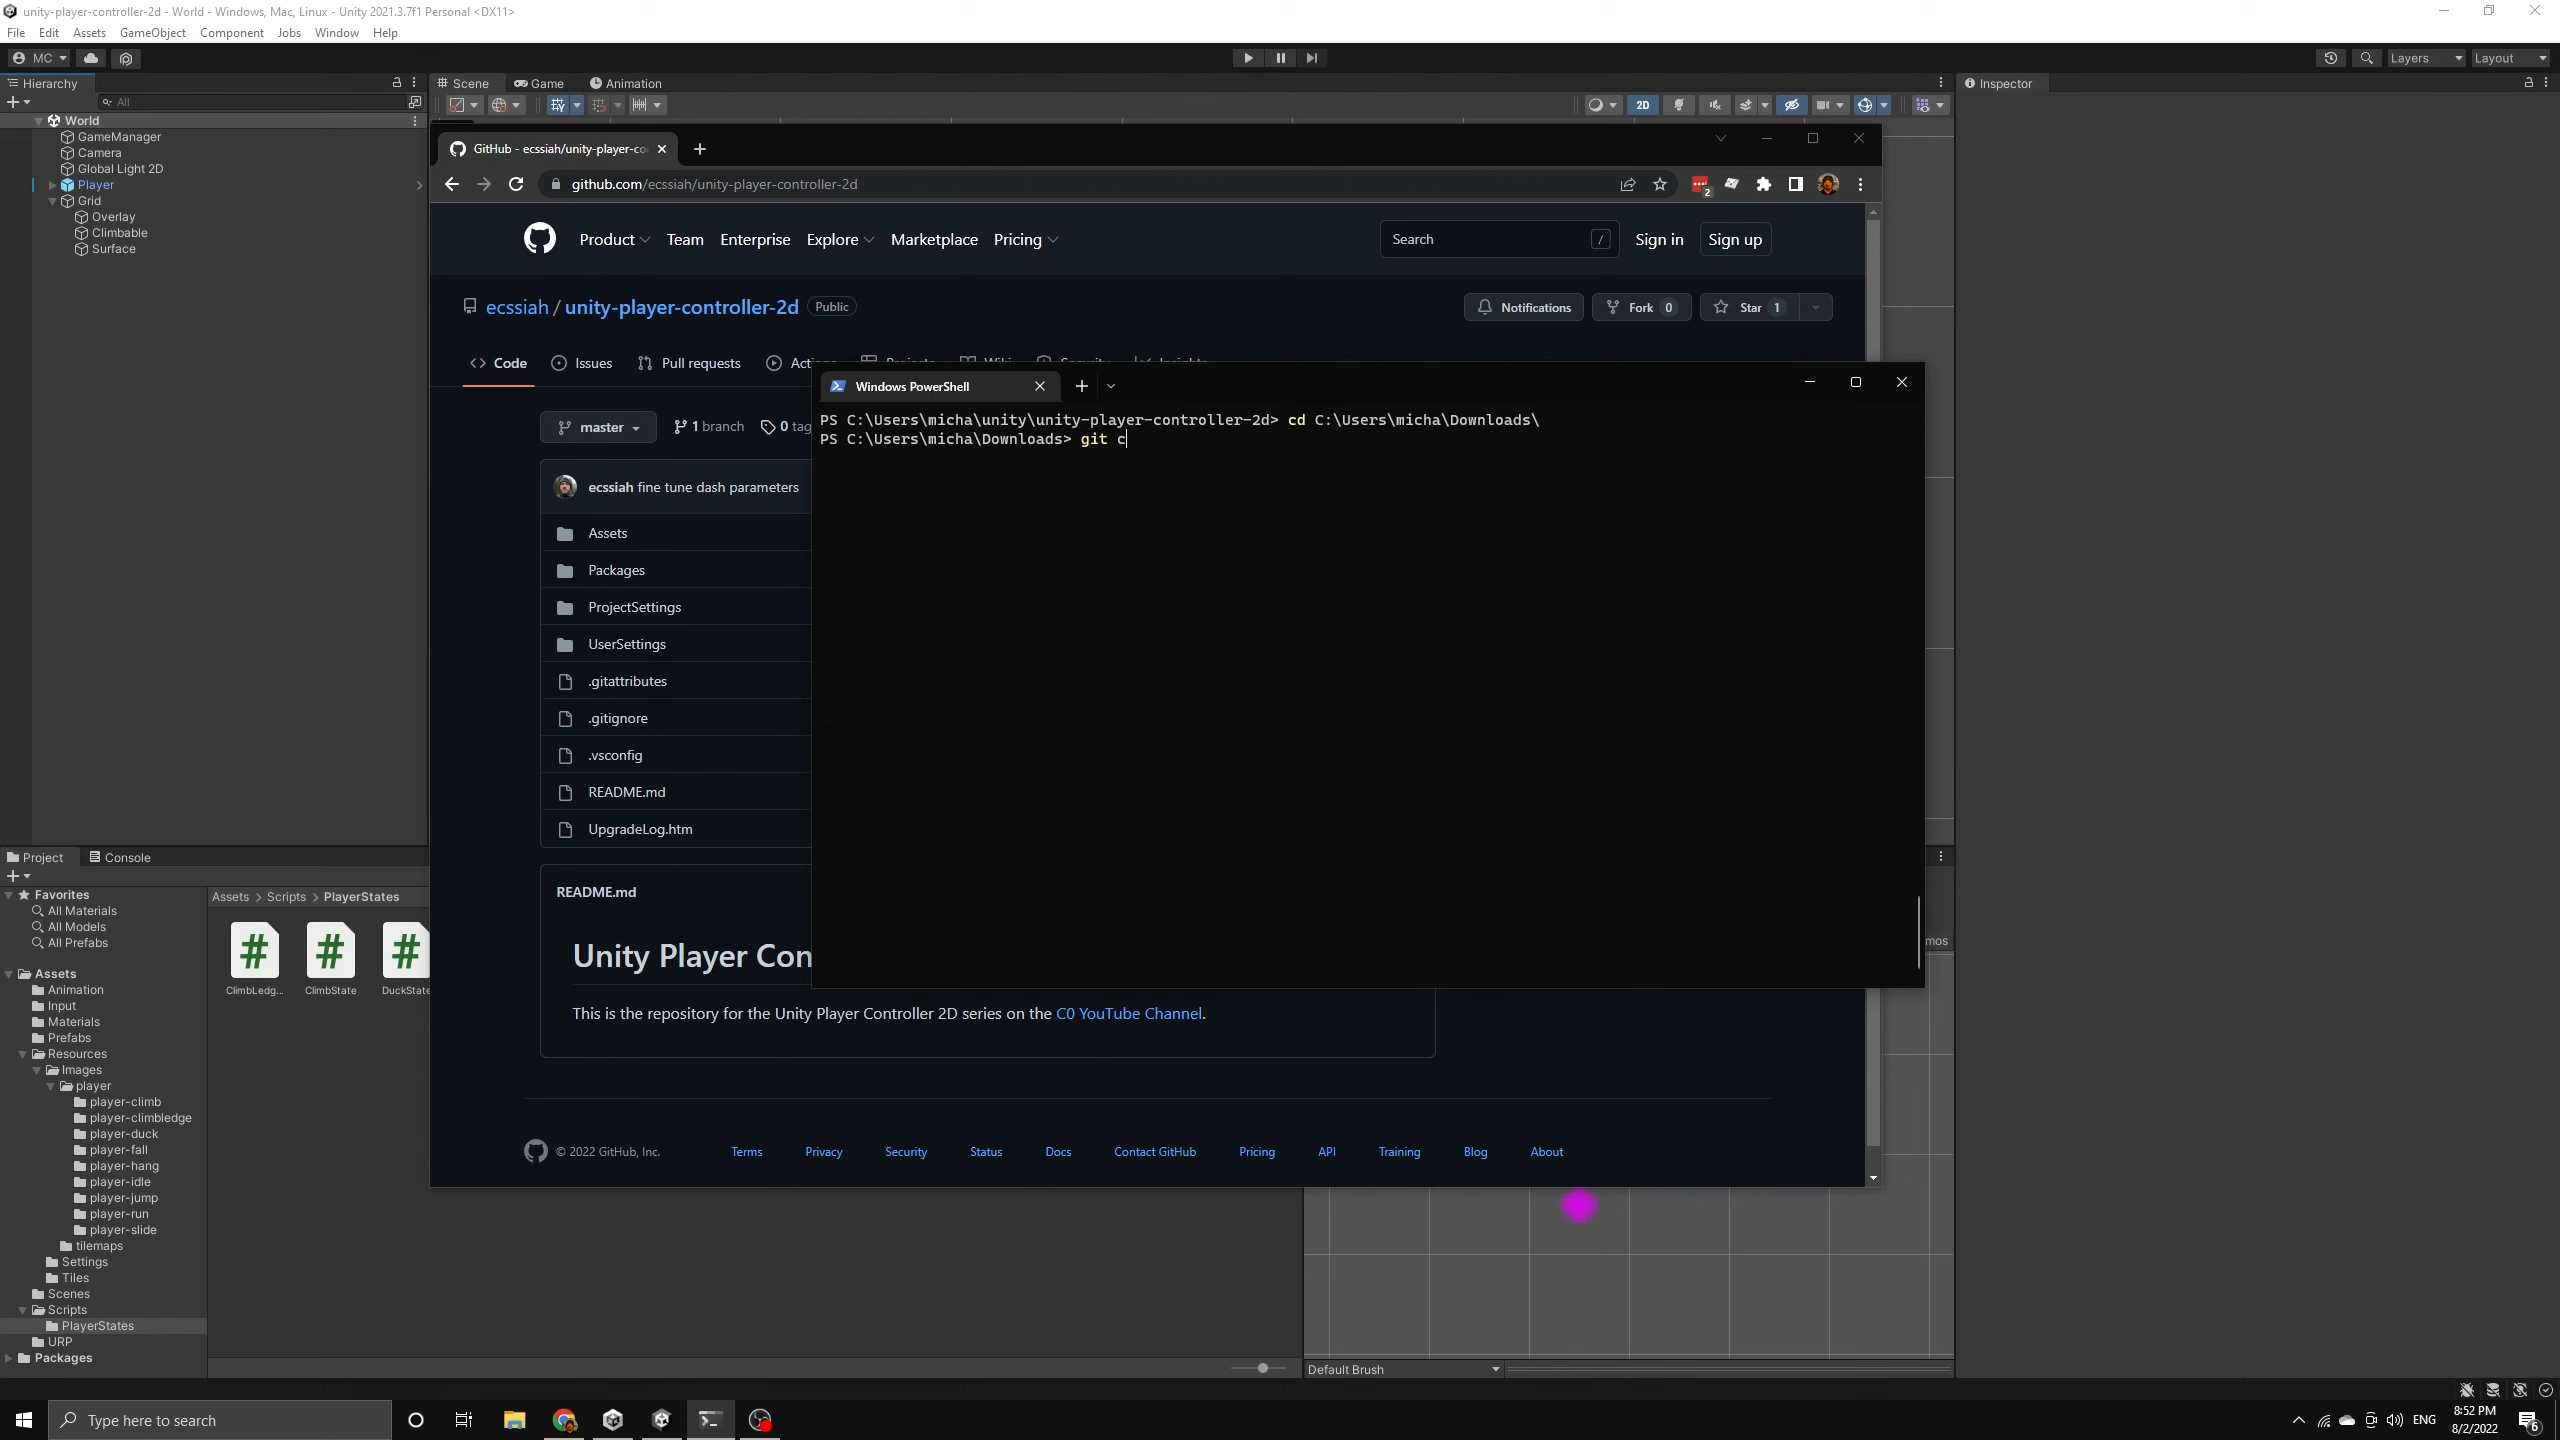 unity-player-controller-2d - World - Windows, Mac, Linux - Unity 2021.3.7f1 Personal <DX11>
File Edit Assets GameObject Component Jobs Window Help
MC
Layers
Layout
Hierarchy
Scene
Game
Animation
Inspector
All
2D
World
GameManager
Camera
Global Light 2D
Player
Grid
Overlay
Climbable
Surface
GitHub - ecssiah/unity-player-co
github.com/ecssiah/unity-player-controller-2d
2
Product Team Enterprise Explore Marketplace Pricing
Search /
Sign in
Sign up
ecssiah / unity-player-controller-2d Public
Notifications
Fork 0
Star 1
Code Issues Pull requests
Windows PowerShell
PS C:\Users\micha\unity\unity-player-controller-2d> cd C:\Users\micha\Downloads\
PS C:\Users\micha\Downloads> git c
master
1 branch
0 tag
ecssiah fine tune dash parameters
Assets
Packages
ProjectSettings
UserSettings
.gitattributes
.gitignore
.vsconfig
README.md
UpgradeLog.htm
README.md
Unity Player Con
This is the repository for the Unity Player Controller 2D series on the C0 YouTube Channel.
© 2022 GitHub, Inc. Terms Privacy Security Status Docs Contact GitHub Pricing API Training Blog About
Project
Console
Favorites
All Materials
All Models
All Prefabs
Assets
Animation
Input
Materials
Prefabs
Resources
Images
player
player-climb
player-climbledge
player-duck
player-fall
player-hang
player-idle
player-jump
player-run
player-slide
tilemaps
Settings
Tiles
Scenes
Scripts
PlayerStates
URP
Packages
Assets > Scripts > PlayerStates
# # #
ClimbLedg...
ClimbState
DuckState
mos
Default Brush
Type here to search
ENG
8:52 PM
8/2/2022
6